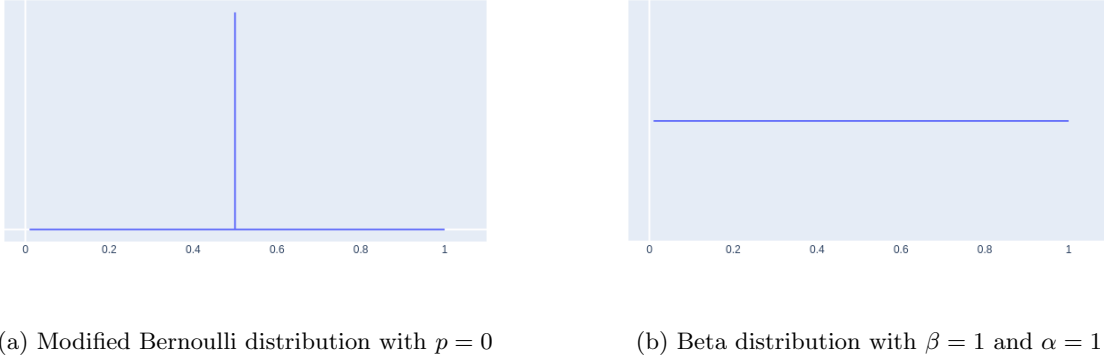 0 0.2 0.4 0.6 0.8 1
0 0.2 0.4 0.6 0.8 1
(a) Modified Bernoulli distribution with p = 0
(b) Beta distribution with β = 1 and α = 1